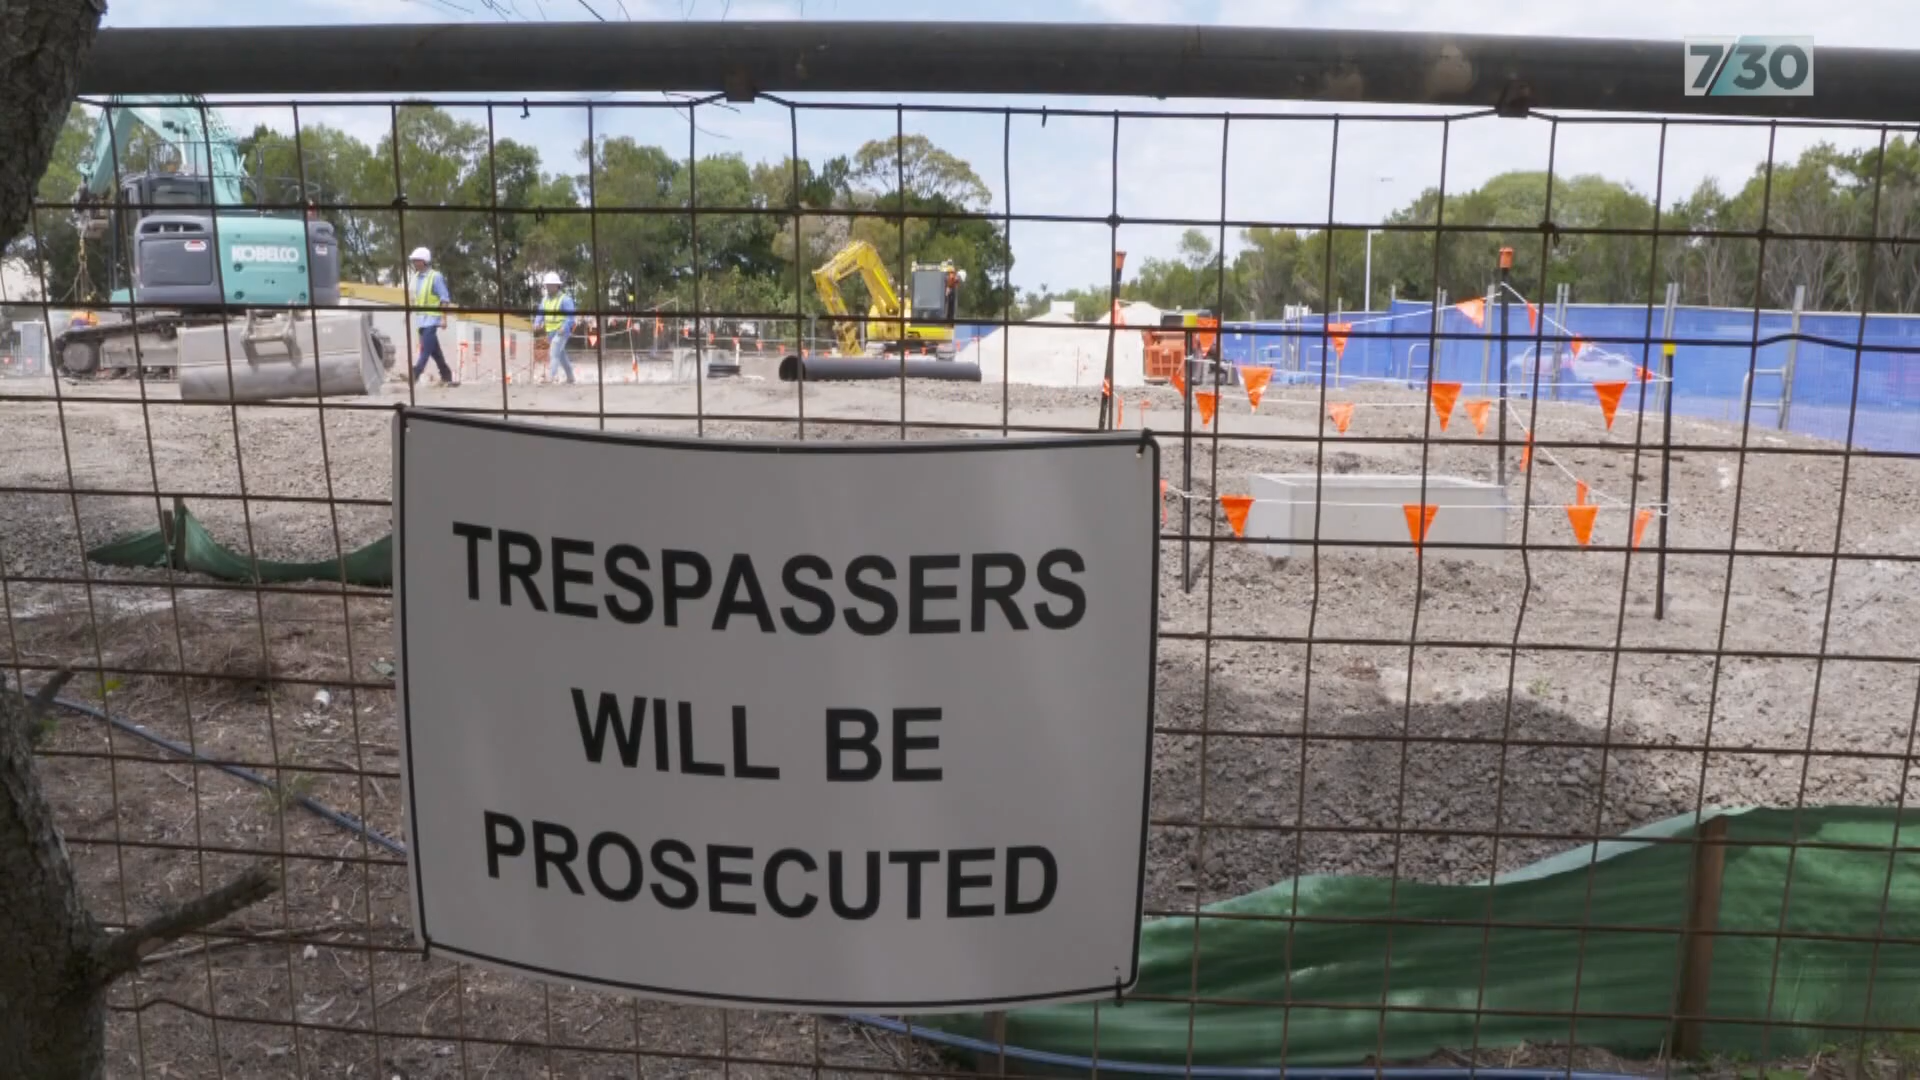 7/30
KOBELCO
TRESPASSERS
WILL BE
PROSECUTED